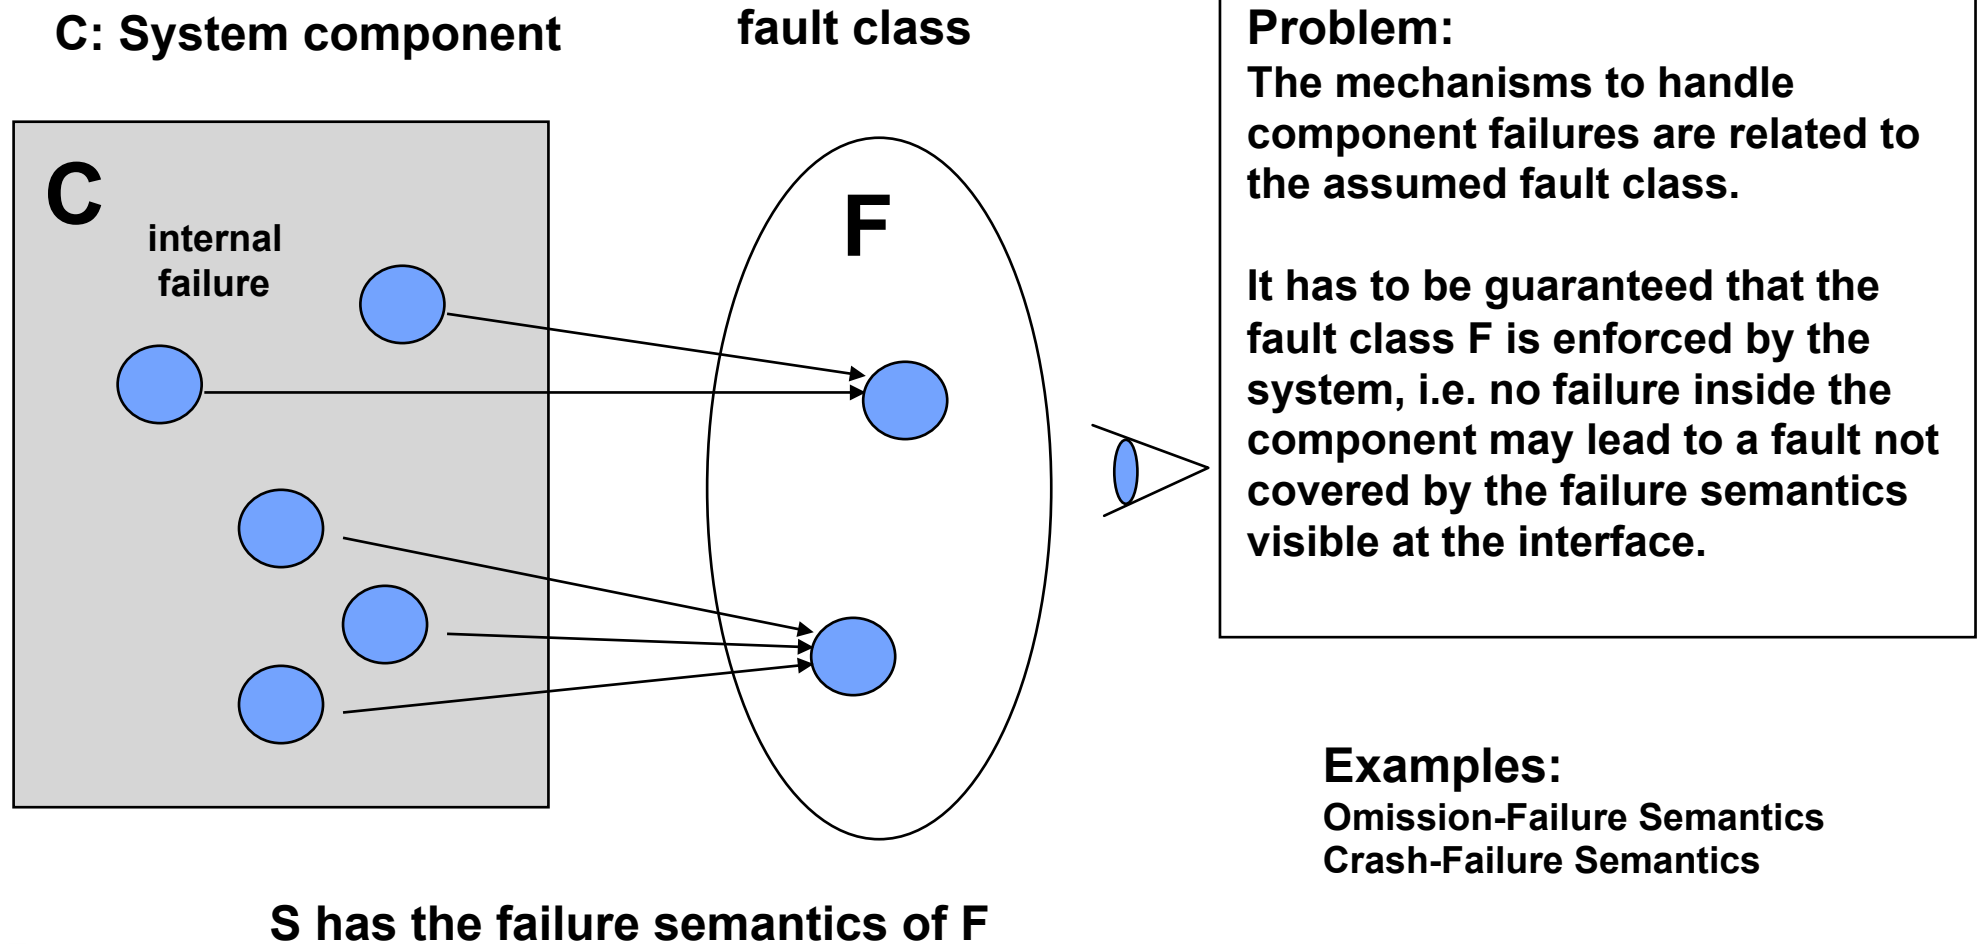 C: System component
fault class
C
internal
failure
F
Problem:
The mechanisms to handle
component failures are related to
the assumed fault class.
It has to be guaranteed that the
fault class F is enforced by the
system, i.e. no failure inside the
component may lead to a fault not
covered by the failure semantics
visible at the interface.
Examples:
Omission-Failure Semantics
Crash-Failure Semantics
S has the failure semantics of F